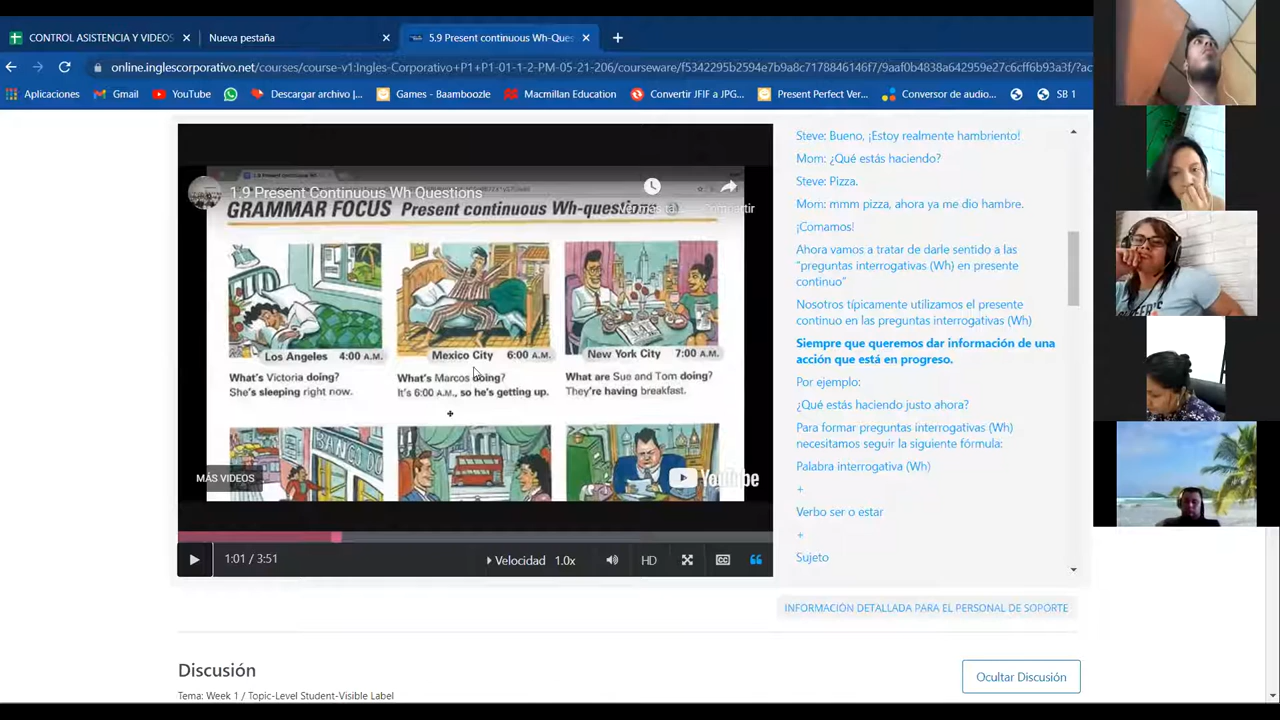 CONTROL ASISTENCIA Y VIDEOS
Nueva pestaña
5.9 Present continuous Wh-Ques
online.inglescorporativo.net/courses/course-v1:Ingles-Corporativo+P1+P1-01-1-2-PM-05-21-206/courseware/f5342295b2594e7b9a8c7178846146f7/9aaf0b4838a642959e27c6cff6b93a3f/?ac
Aplicaciones
Gmail
YouTube
Descargar archivo |...
Games - Baamboozle
Macmillan Education
Convertir JFIF a JPG...
Present Perfect Ver...
Conversor de audio...
SB 1
1.9 Present Continuous Wh Questions
GRAMMAR FOCUS Present continuous Wh-questions
Compartir
Los Angeles 4:00 A.M.
Mexico City 6:00 A.M.
New York City 7:00 A.M.
What's Victoria doing?
She's sleeping right now.
What's Marcos doing?
It's 6:00 A.M., so he's getting up.
What are Sue and Tom doing?
They're having breakfast.
MÁS VIDEOS
YouTube
1:01 / 3:51
Velocidad 1.0x
HD
CC
Steve: Bueno, ¡Estoy realmente hambriento!
Mom: ¿Qué estás haciendo?
Steve: Pizza.
Mom: mmm pizza, ahora ya me dio hambre.
¡Comamos!
Ahora vamos a tratar de darle sentido a las
"preguntas interrogativas (Wh) en presente
continuo"
Nosotros típicamente utilizamos el presente
continuo en las preguntas interrogativas (Wh)
Siempre que queremos dar información de una
acción que está en progreso.
Por ejemplo:
¿Qué estás haciendo justo ahora?
Para formar preguntas interrogativas (Wh)
necesitamos seguir la siguiente fórmula:
Palabra interrogativa (Wh)
+
Verbo ser o estar
+
Sujeto
INFORMACIÓN DETALLADA PARA EL PERSONAL DE SOPORTE
Discusión
Tema: Week 1 / Topic-Level Student-Visible Label
Ocultar Discusión